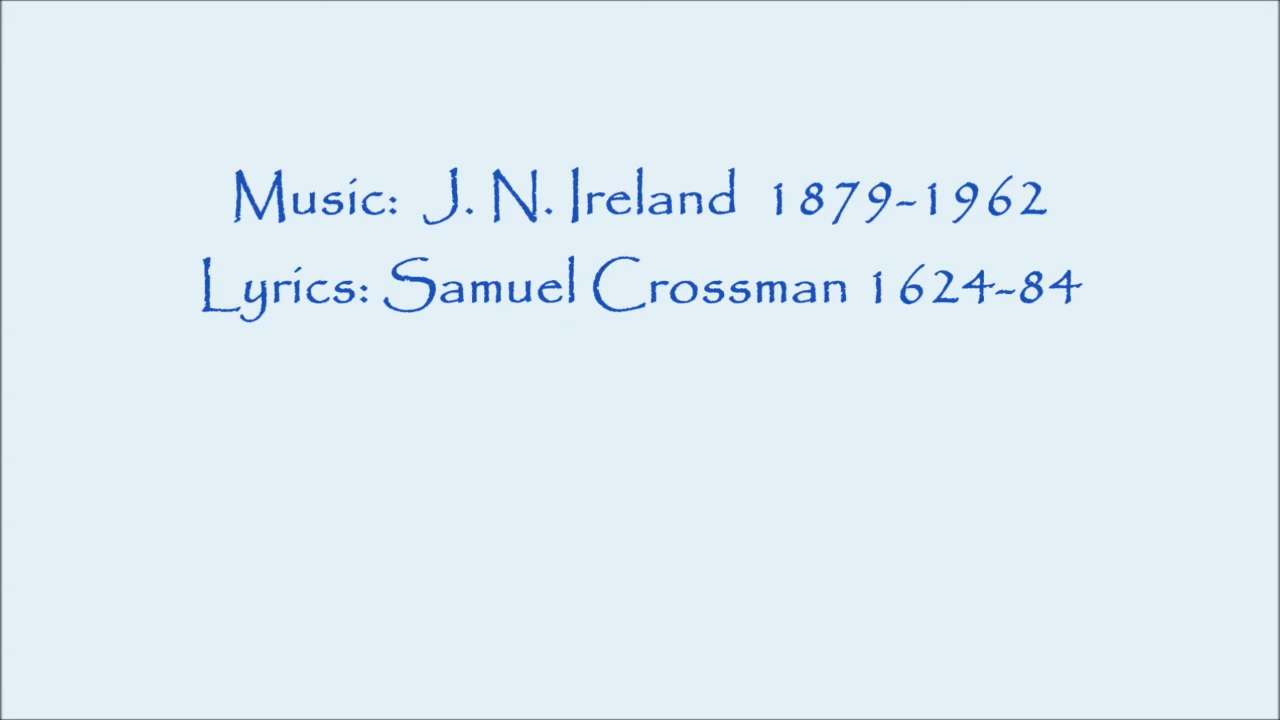 Music: J. N. Ireland 1879-1962
Lyrics: Samuel Crossman 1624-84